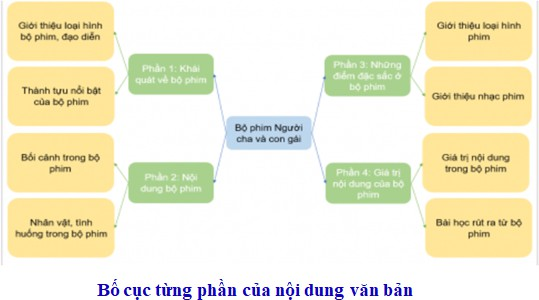 Giới thiệu loại hình
bộ phim, đạo diễn
Thành tựu nổi bật
của bộ phim
Phần 1: Khái
quát về bộ phim
Bối cảnh trong bộ
phim
Nhân vật, tình
huống trong bộ phim
Phần 2: Nội
dung bộ phim
Bộ phim Người
cha và con gái
Phần 3: Những
điểm đặc sắc ở
bộ phim
Giới thiệu loại hình
phim
Giới thiệu nhạc phim
Phần 4: Giá trị
nội dung của bộ
phim
Giá trị nội dung
trong bộ phim
Bài học rút ra từ bộ
phim
Bố cục từng phần của nội dung văn bản